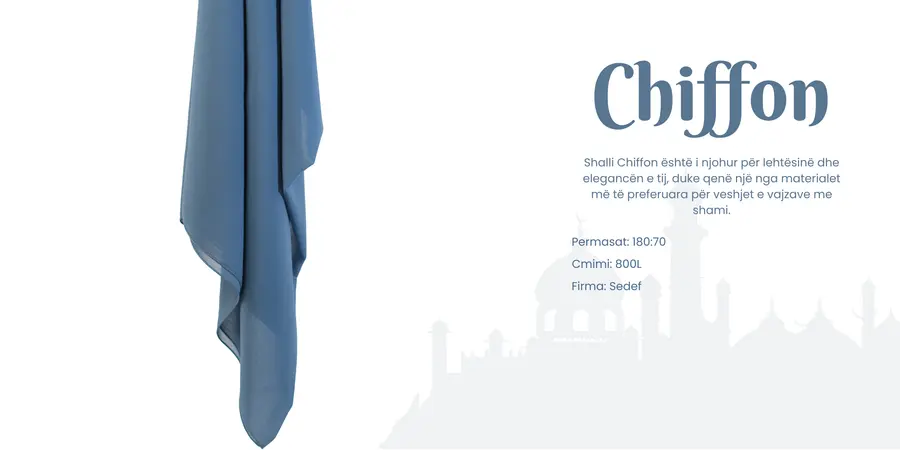 Chiffon
Shalli Chiffon është i njohur për lehtësinë dhe
elegancën e tij, duke qenë një nga materialet
më të preferuara për veshjet e vajzave me
shami.
Permasat: 180:70
Cmimi: 800L
Firma: Sedef